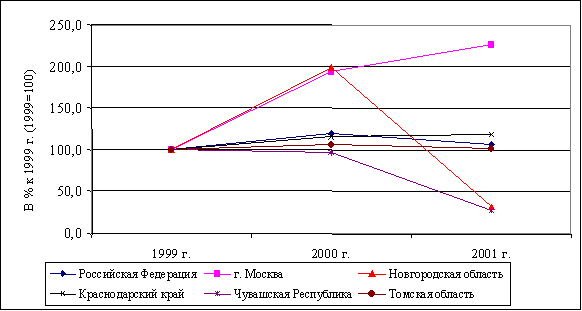 250,0
200,0
150,0
100,0
50,0
0,0
В % к 1999 г. (1999=100)
1999 г. 2000 г. 2001 г.
Российская Федерация г. Москва Новгородская область
Краснодарский край Чувашская Республика Томская область